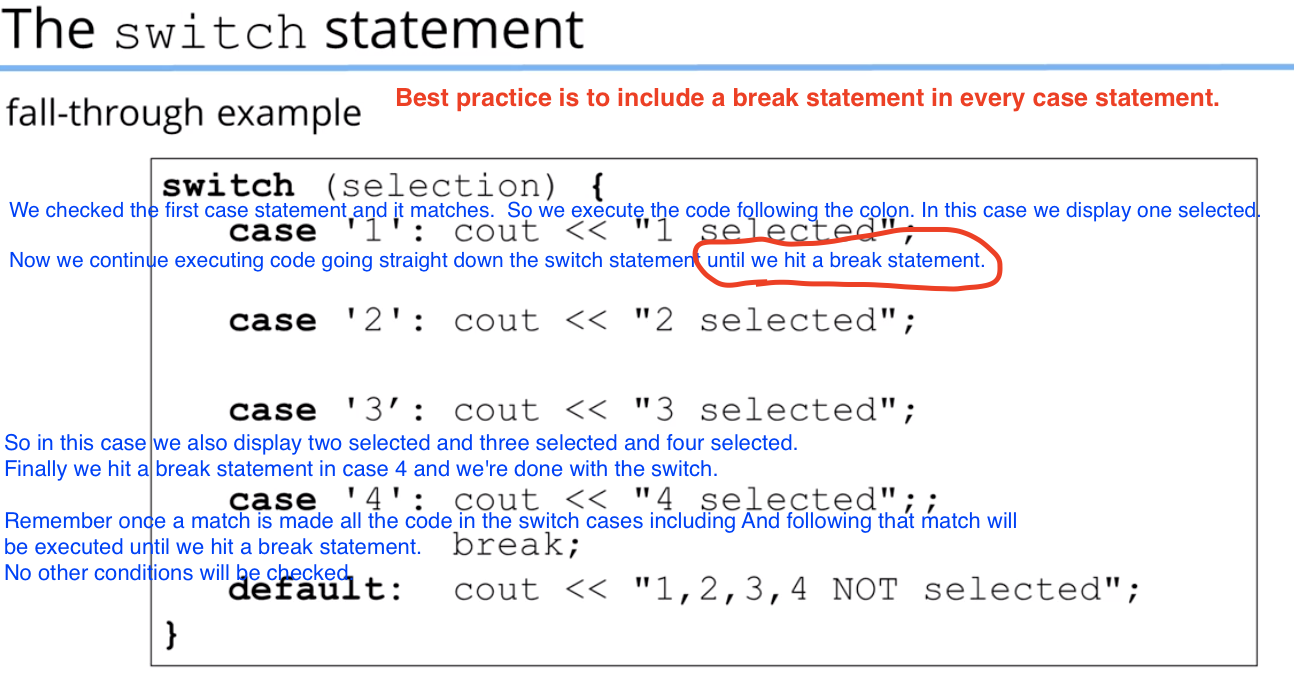 The switch statement
fall-through example
Best practice is to include a break statement in every case statement.
switch (selection) {
We checked the first case statement and it matches.  So we execute the code following the colon. In this case we display one selected.
case '1': cout << "1 selected";
Now we continue executing code going straight down the switch statement until we hit a break statement.
case '2': cout << "2 selected";
case '3’: cout << "3 selected";
So in this case we also display two selected and three selected and four selected.
Finally we hit a break statement in case 4 and we're done with the switch.
case '4': cout << "4 selected";;
Remember once a match is made all the code in the switch cases including And following that match will
be executed until we hit a break statement.
break;
No other conditions will be checked.
default: cout << "1,2,3,4 NOT selected";
}